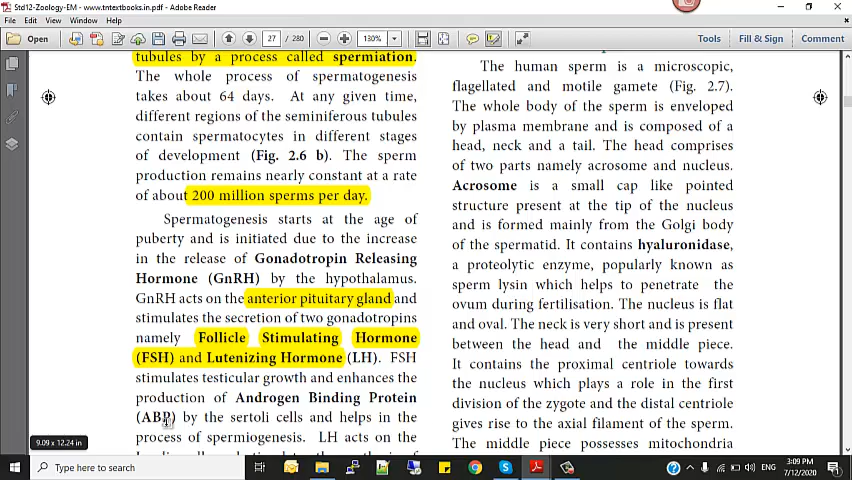 Std12-Zoology-EM - www.tntextbooks.in.pdf - Adobe Reader
File Edit View Window Help
Open
27 / 280
130%
Tools
Fill & Sign
Comment
tubules by a process called spermiation.
The whole process of spermatogenesis
takes about 64 days. At any given time,
different regions of the seminiferous tubules
contain spermatocytes in different stages
of development (Fig. 2.6 b). The sperm
production remains nearly constant at a rate
of about 200 million sperms per day.
Spermatogenesis starts at the age of
puberty and is initiated due to the increase
in the release of Gonadotropin Releasing
Hormone (GnRH) by the hypothalamus.
GnRH acts on the anterior pituitary gland and
stimulates the secretion of two gonadotropins
namely Follicle Stimulating Hormone
(FSH) and Lutenizing Hormone (LH). FSH
stimulates testicular growth and enhances the
production of Androgen Binding Protein
(ABP) by the sertoli cells and helps in the
process of spermiogenesis. LH acts on the
The human sperm is a microscopic,
flagellated and motile gamete (Fig. 2.7).
The whole body of the sperm is enveloped
by plasma membrane and is composed of a
head, neck and a tail. The head comprises
of two parts namely acrosome and nucleus.
Acrosome is a small cap like pointed
structure present at the tip of the nucleus
and is formed mainly from the Golgi body
of the spermatid. It contains hyaluronidase,
a proteolytic enzyme, popularly known as
sperm lysin which helps to penetrate the
ovum during fertilisation. The nucleus is flat
and oval. The neck is very short and is present
between the head and the middle piece.
It contains the proximal centriole towards
the nucleus which plays a role in the first
division of the zygote and the distal centriole
gives rise to the axial filament of the sperm.
The middle piece possesses mitochondria
9.09 x 12.24 in
Type here to search
ENG
3:09 PM
7/12/2020